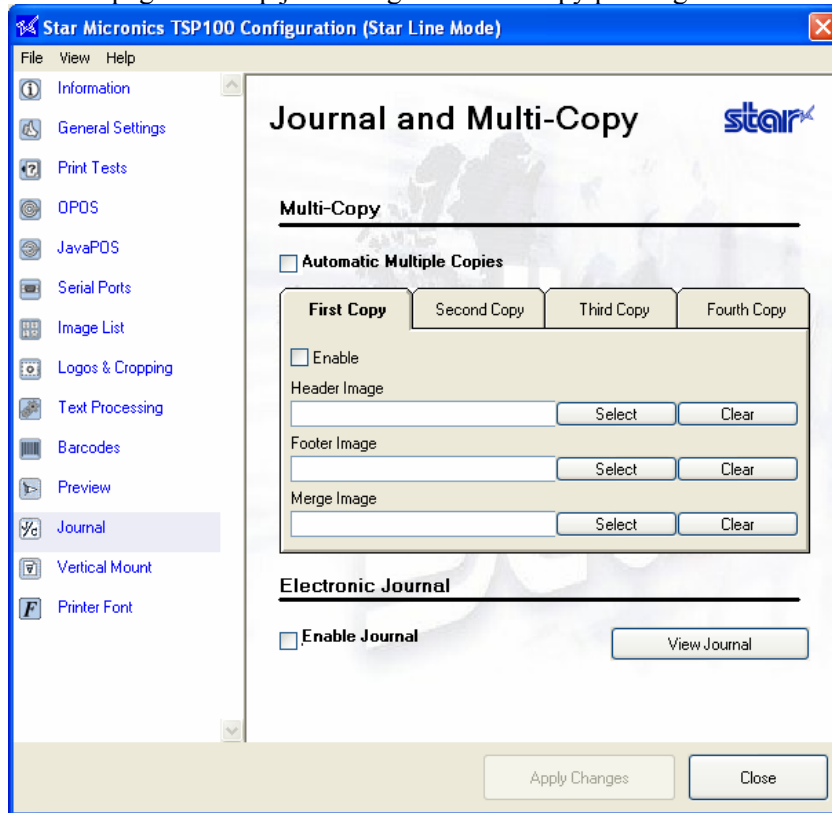 Star Micronics TSP100 Configuration (Star Line Mode)
File View Help
Information
General Settings
Print Tests
OPOS
JavaPOS
Serial Ports
Image List
Logos & Cropping
Text Processing
Barcodes
Preview
Journal
Vertical Mount
Printer Font
Journal and Multi-Copy
star
Multi-Copy
Automatic Multiple Copies
First Copy Second Copy Third Copy Fourth Copy
Enable
Header Image
Select Clear
Footer Image
Select Clear
Merge Image
Select Clear
Electronic Journal
Enable Journal View Journal
Apply Changes Close